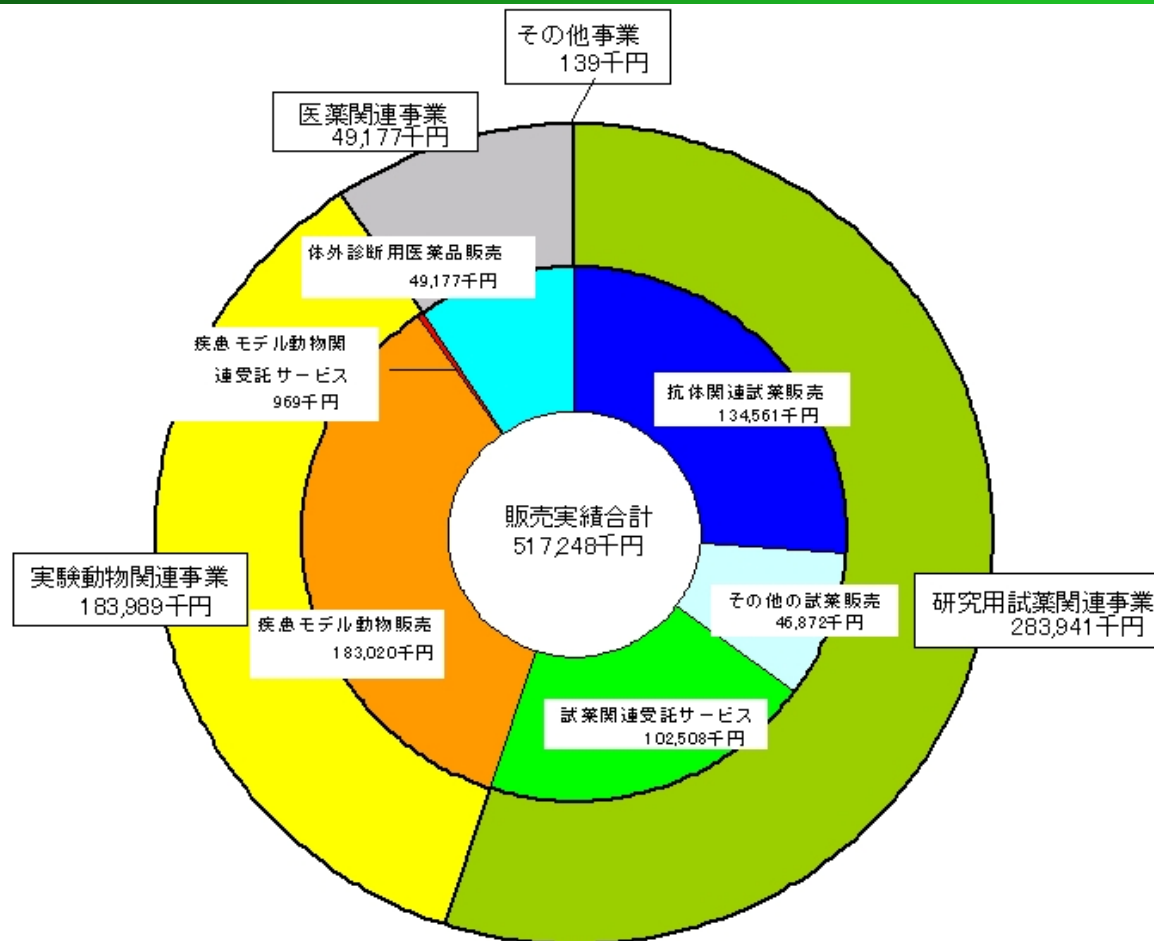 その他事業
139千円
医薬関連事業
49,177千円
体外診断用医薬品販売
49,177千円
疾患モデル動物関
連受託サービス
969千円
抗体関連試薬販売
134,561千円
販売実績合計
517,248千円
実験動物関連事業
183,989千円
その他の試薬販売
46,872千円
研究用試薬関連事業
283,941千円
疾患モデル動物販売
183,020千円
試薬関連受託サービス
102,508千円